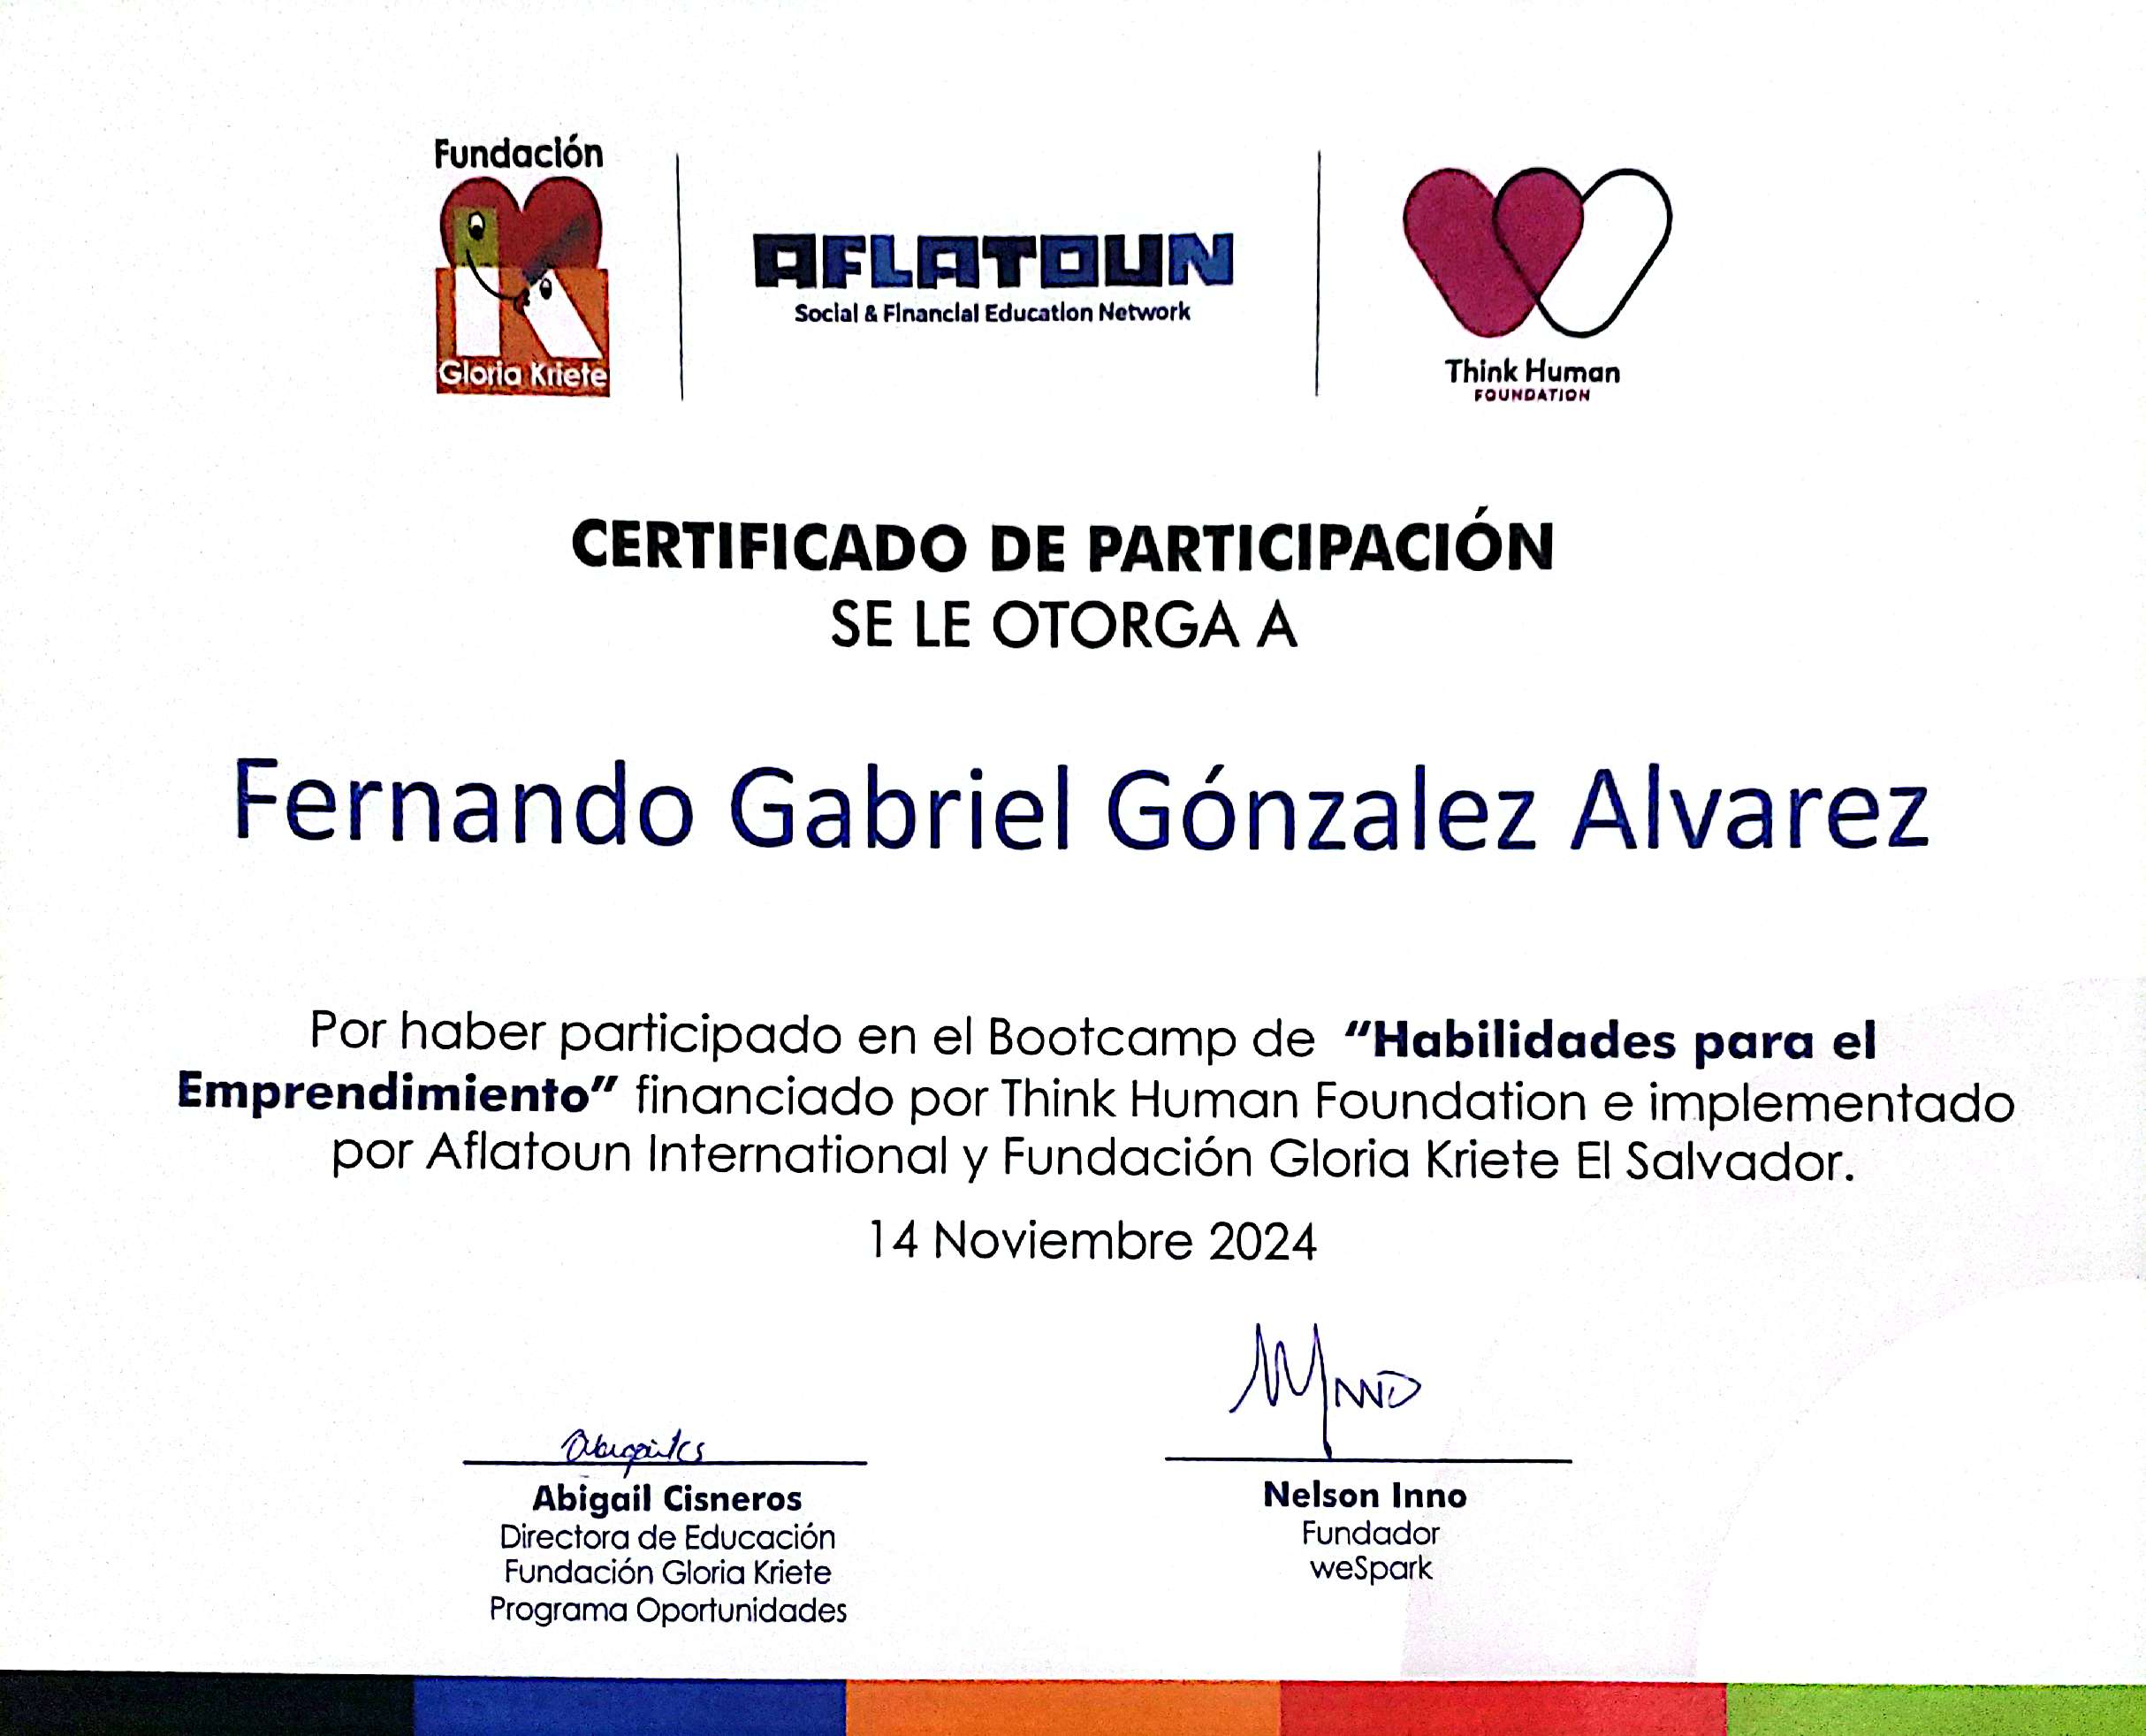 Fundación
Gloria Kriete
AFLATOUN
Social & Financial Education Network
Think Human
FOUNDATION
CERTIFICADO DE PARTICIPACIÓN
SE LE OTORGA A
Fernando Gabriel Gónzalez Alvarez
Por haber participado en el Bootcamp de “Habilidades para el
Emprendimiento” financiado por Think Human Foundation e implementado
por Aflatoun International y Fundación Gloria Kriete El Salvador.
14 Noviembre 2024
Abigail Cisneros
Directora de Educación
Fundación Gloria Kriete
Programa Oportunidades
Nelson Inno
Fundador
weSpark